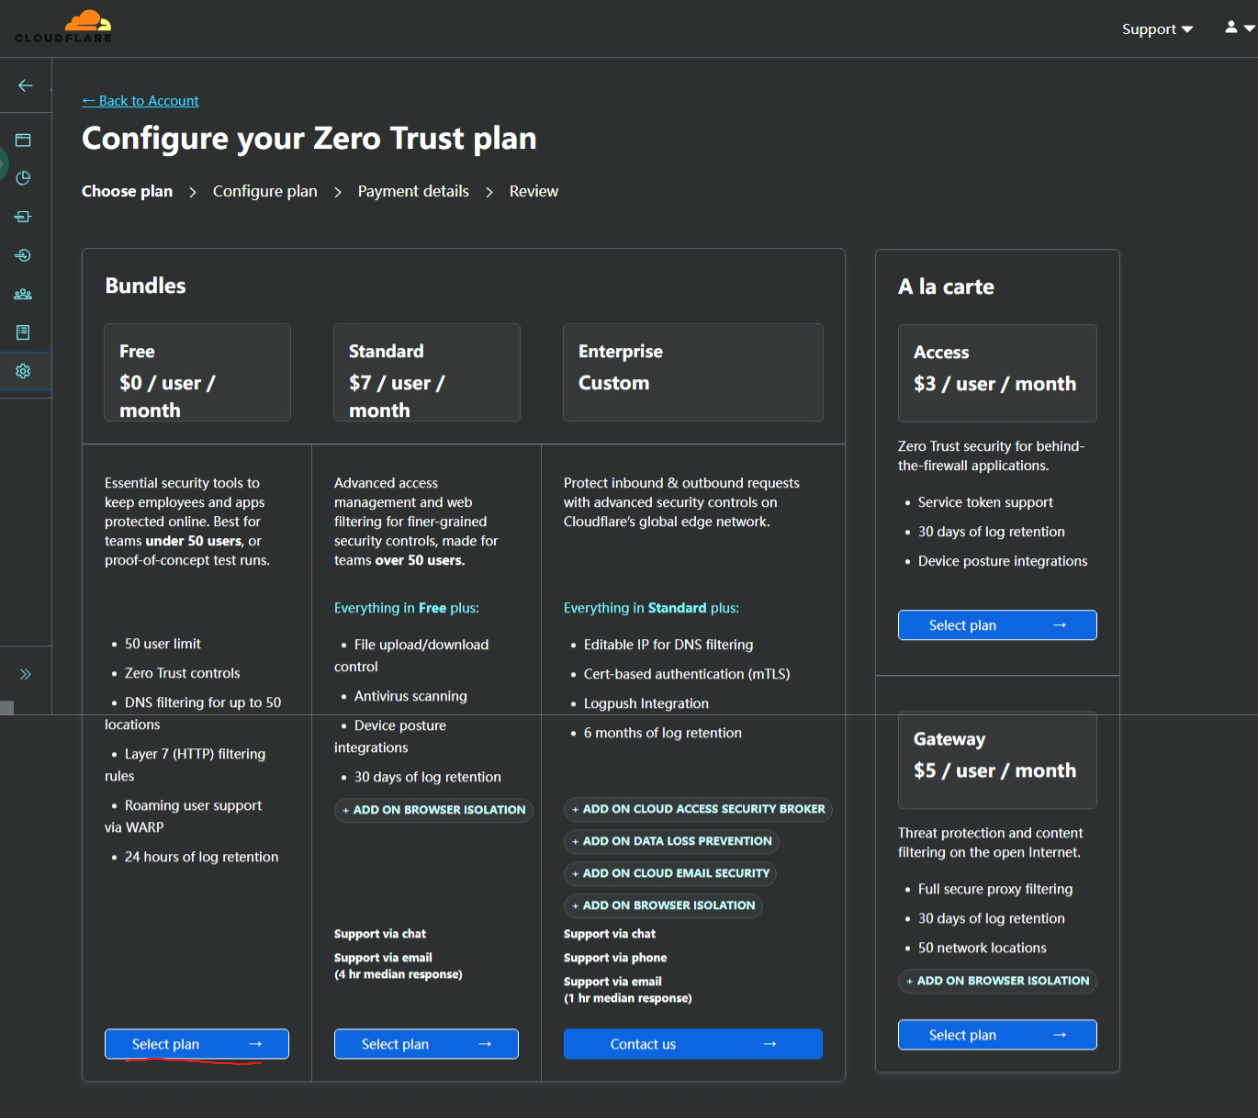 CLOUDFLARE
Support
← Back to Account
Configure your Zero Trust plan
Choose plan > Configure plan > Payment details > Review
Bundles
Free
$0 / user /
month
Standard
$7 / user /
month
Enterprise
Custom
Essential security tools to
keep employees and apps
protected online. Best for
teams under 50 users, or
proof-of-concept test runs.
• 50 user limit
• Zero Trust controls
• DNS filtering for up to 50
locations
• Layer 7 (HTTP) filtering
rules
• Roaming user support
via WARP
• 24 hours of log retention
Select plan →
Advanced access
management and web
filtering for finer-grained
security controls, made for
teams over 50 users.
Everything in Free plus:
• File upload/download
control
• Antivirus scanning
• Device posture
integrations
• 30 days of log retention
+ ADD ON BROWSER ISOLATION
Support via chat
Support via email
(4 hr median response)
Select plan →
Protect inbound & outbound requests
with advanced security controls on
Cloudflare's global edge network.
Everything in Standard plus:
• Editable IP for DNS filtering
• Cert-based authentication (mTLS)
• Logpush Integration
• 6 months of log retention
+ ADD ON CLOUD ACCESS SECURITY BROKER
+ ADD ON DATA LOSS PREVENTION
+ ADD ON CLOUD EMAIL SECURITY
+ ADD ON BROWSER ISOLATION
Support via chat
Support via phone
Support via email
(1 hr median response)
Contact us →
A la carte
Access
$3 / user / month
Zero Trust security for behind-
the-firewall applications.
• Service token support
• 30 days of log retention
• Device posture integrations
Select plan →
Gateway
$5 / user / month
Threat protection and content
filtering on the open Internet.
• Full secure proxy filtering
• 30 days of log retention
• 50 network locations
+ ADD ON BROWSER ISOLATION
Select plan →